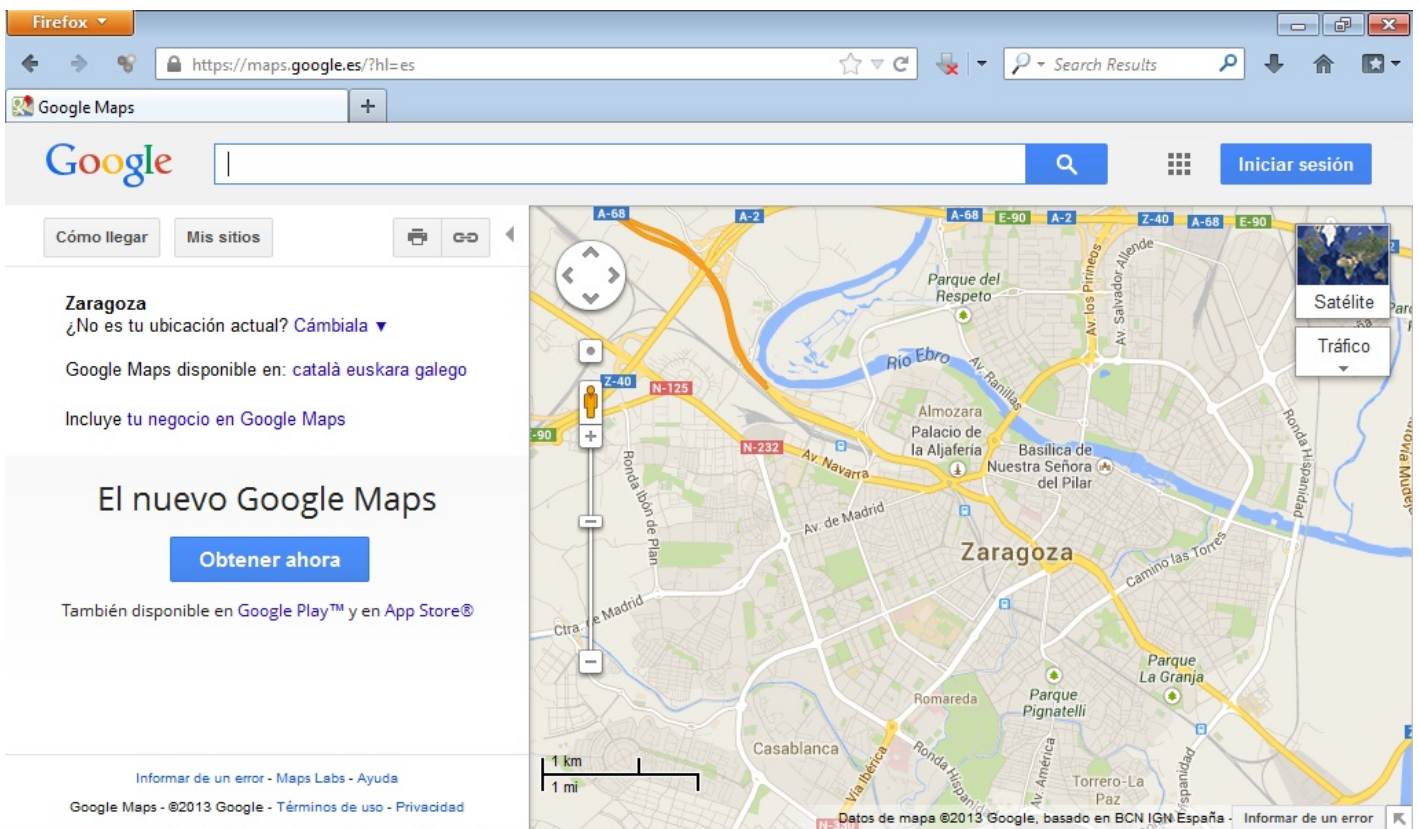 Firefox
https://maps.google.es/?hl=es
Search Results
Google Maps
Google
Iniciar sesión
Cómo llegar
Mis sitios
Zaragoza
¿No es tu ubicación actual? Cámbiala ▼
Google Maps disponible en: català euskara galego
Incluye tu negocio en Google Maps
El nuevo Google Maps
Obtener ahora
También disponible en Google Play™ y en App Store®
Informar de un error - Maps Labs - Ayuda
Google Maps - ©2013 Google - Términos de uso - Privacidad
A-68
A-2
A-68
E-90
A-2
Z-40
A-68
E-90
Satélite
Tráfico
Parque del
Respeto
Av. los Pirineos
Av. Salvador Allende
Río Ebro
Av. Ranillas
Z-40
N-125
-90
N-232
Almozara
Palacio de
la Aljafería
Basílica de
Nuestra Señora
del Pilar
Ronda Hispanidad
Av. Navarra
Ronda Ibón de Plan
Av. de Madrid
Zaragoza
Camino las Torres
Ctra. de Madrid
Parque
La Granja
Parque
Pignatelli
Romareda
Casablanca
Vía Ibérica
Ronda Hispanidad
Av. América
Torrero-La
Paz
1 km
1 mi
N-330
Datos de mapa ©2013 Google, basado en BCN IGN España -
Informar de un error